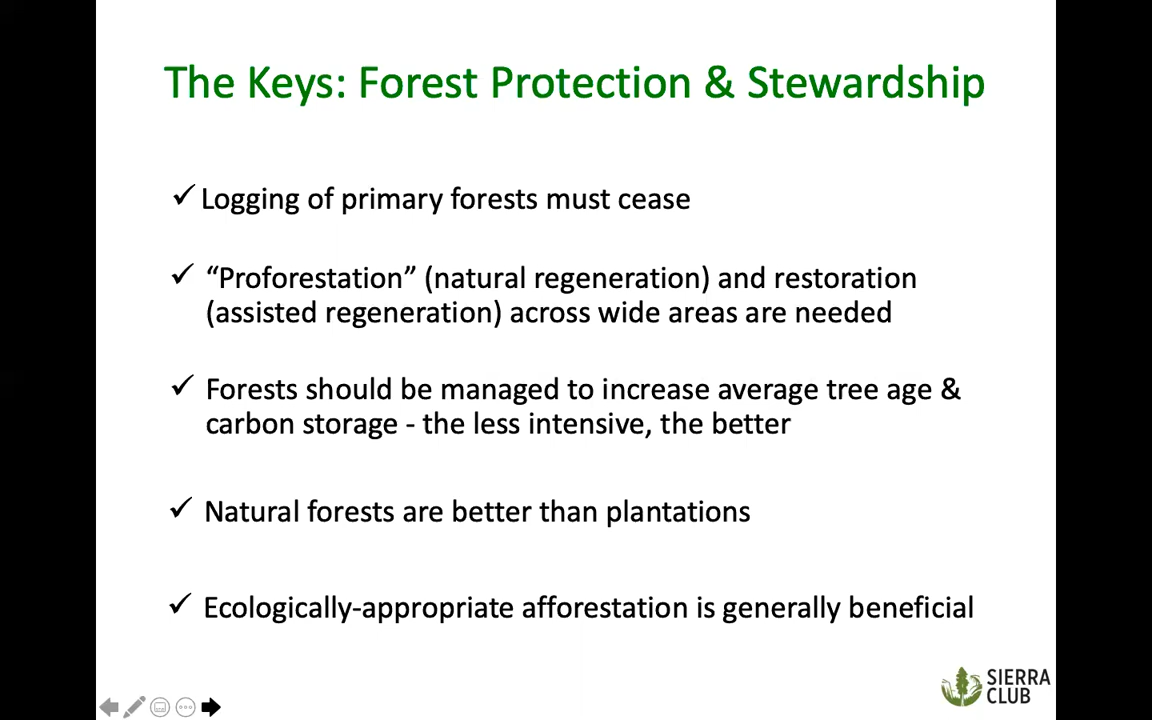 The Keys: Forest Protection & Stewardship
✓ Logging of primary forests must cease
✓ “Proforestation” (natural regeneration) and restoration
(assisted regeneration) across wide areas are needed
✓ Forests should be managed to increase average tree age &
carbon storage - the less intensive, the better
✓ Natural forests are better than plantations
✓ Ecologically-appropriate afforestation is generally beneficial
SIERRA
CLUB